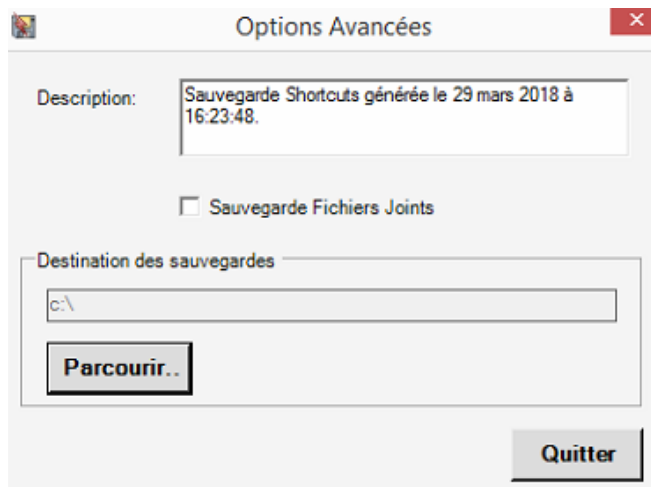 Options Avancées
Description:
Sauvegarde Shortcuts générée le 29 mars 2018 à
16:23:48.
Sauvegarde Fichiers Joints
Destination des sauvegardes
c:\
Parcourir..
Quitter